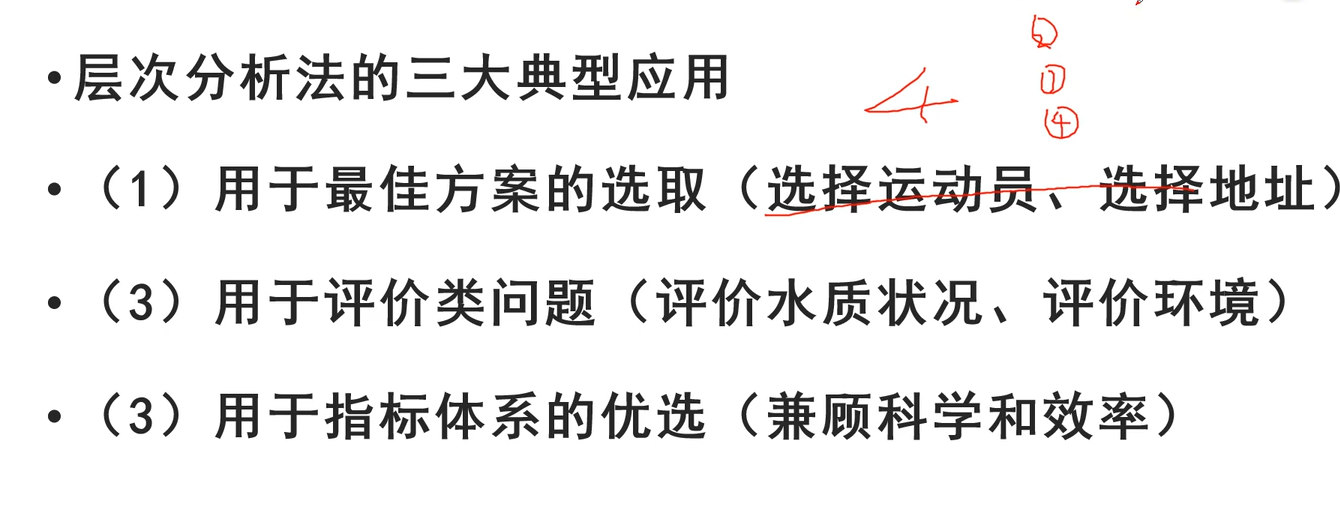 ②
• 层次分析法的三大典型应用
4
①
④
• （1）用于最佳方案的选取（选择运动员、选择地址）
• （3）用于评价类问题（评价水质状况、评价环境）
• （3）用于指标体系的优选（兼顾科学和效率）